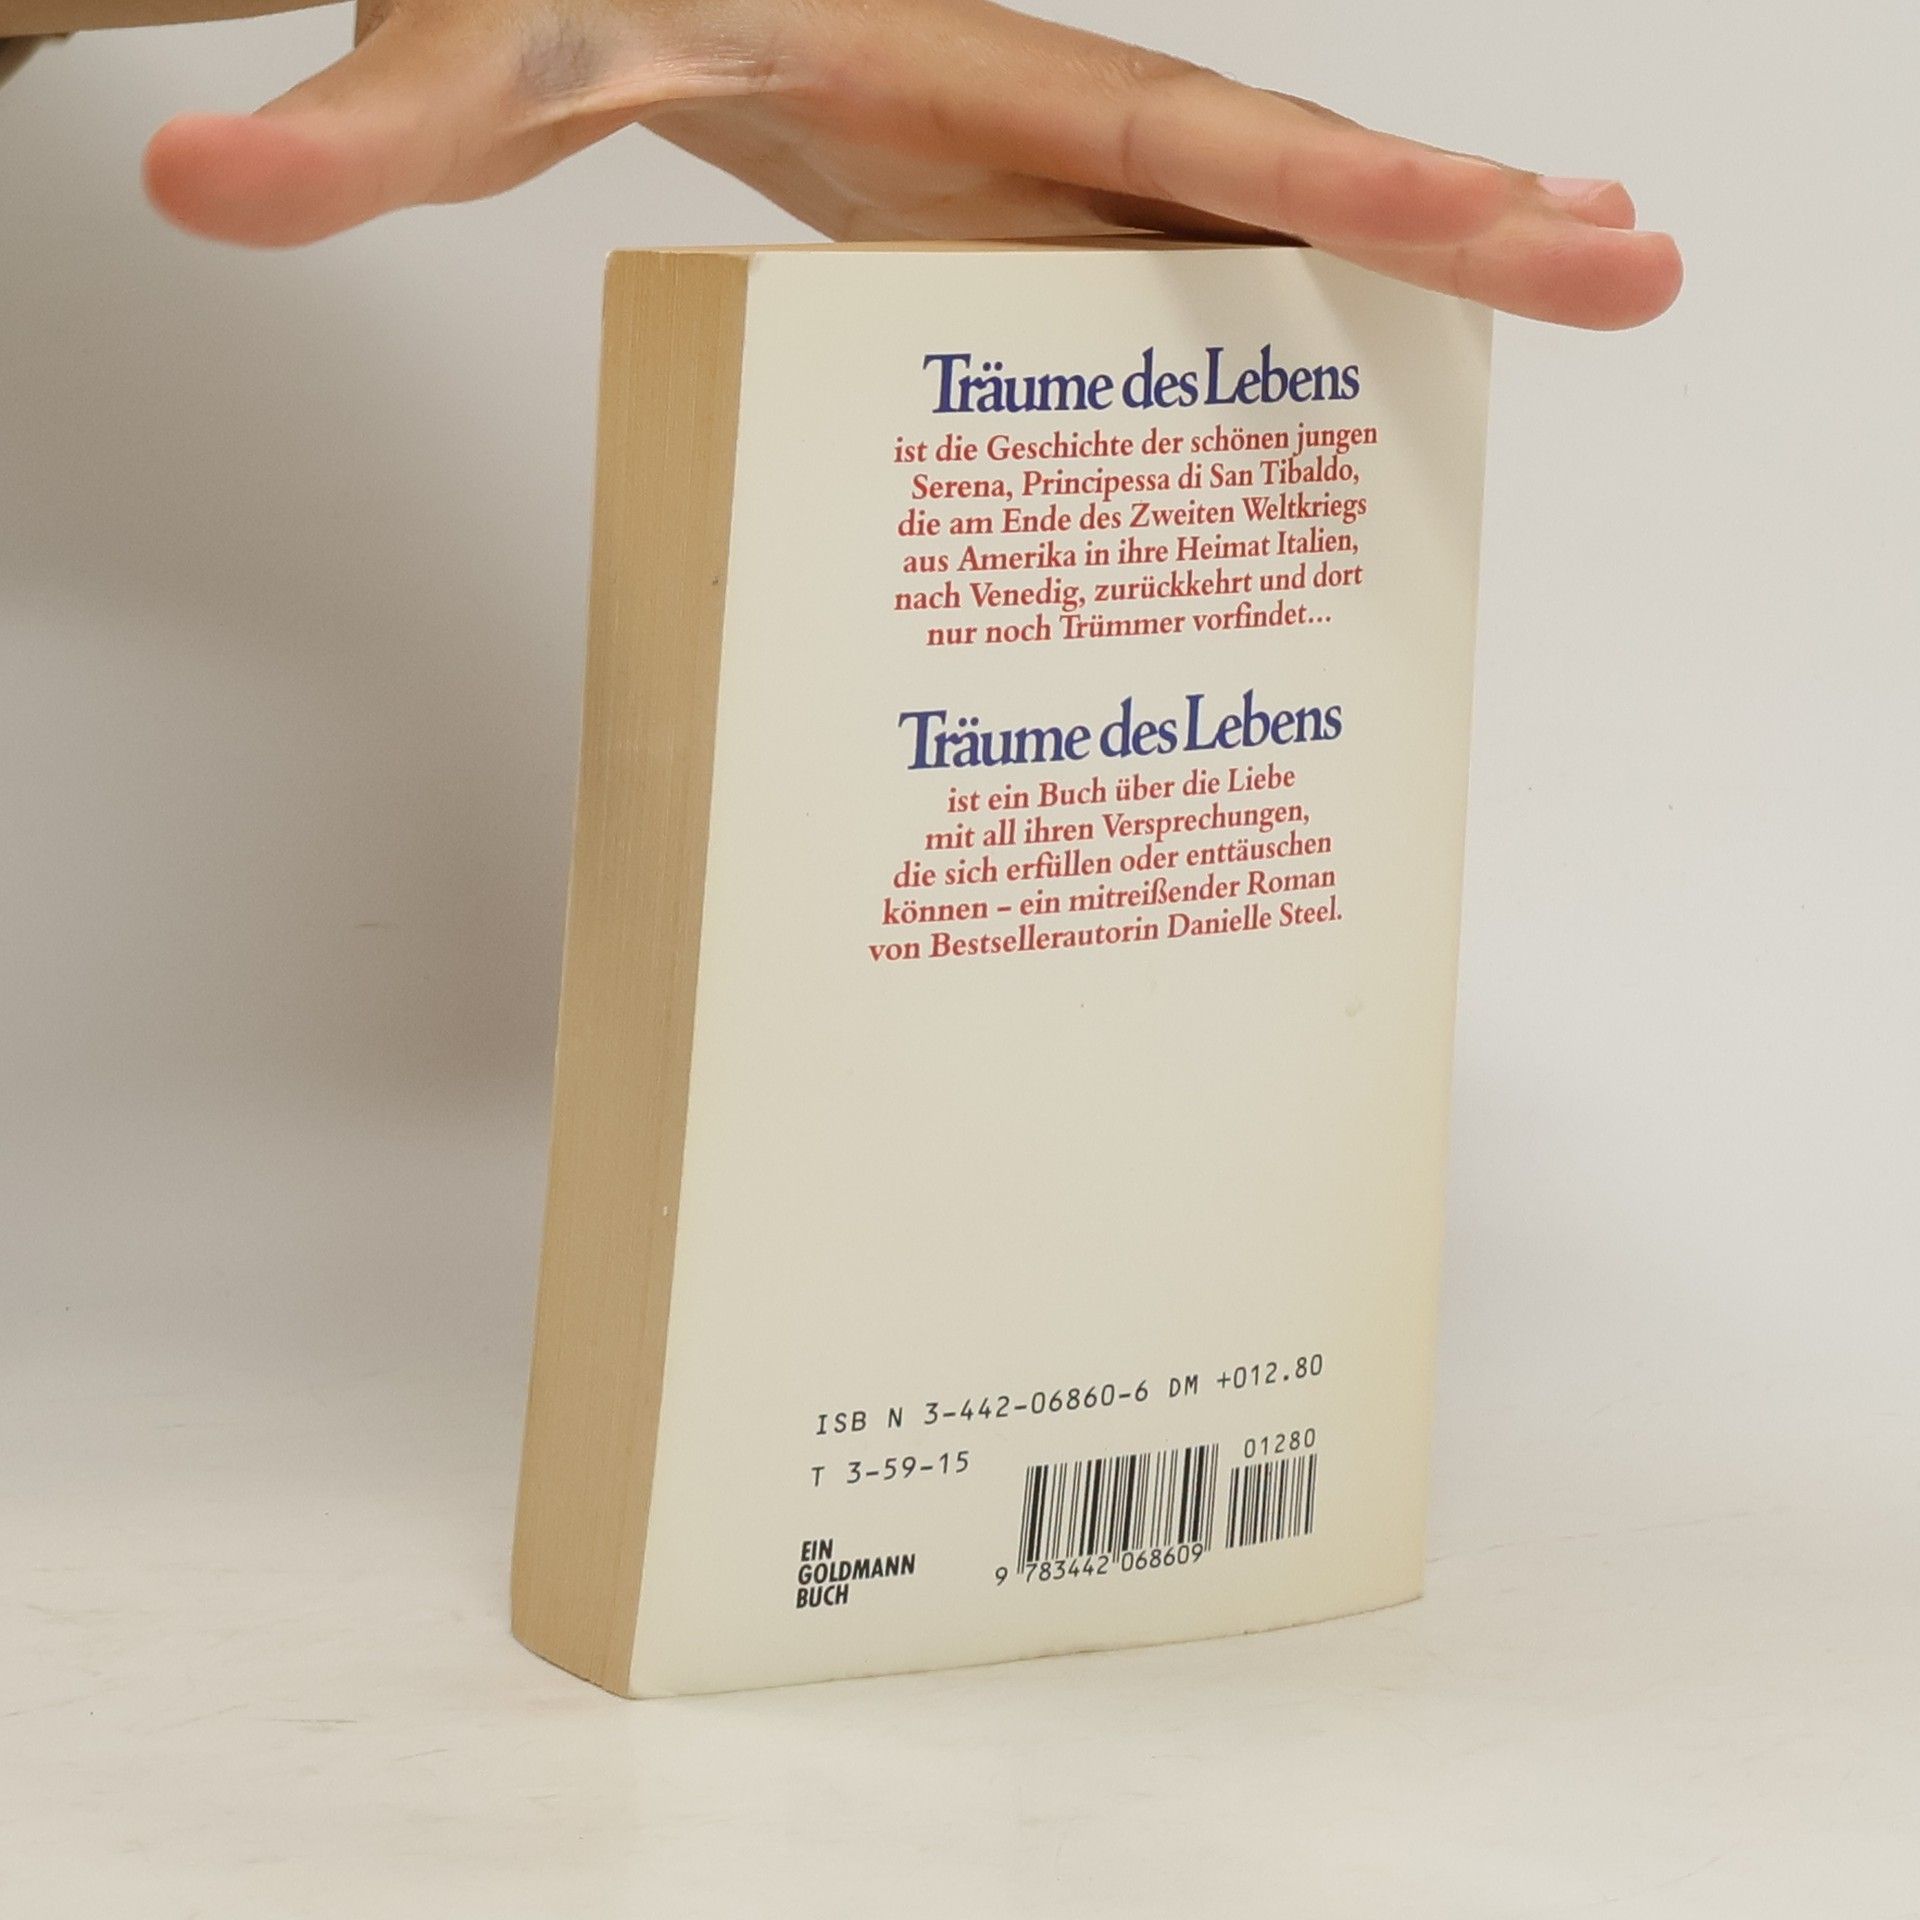 Träume des Lebens
ist die Geschichte der schönen jungen
Serena, Principessa di San Tibaldo,
die am Ende des Zweiten Weltkriegs
aus Amerika in ihre Heimat Italien,
nach Venedig, zurückkehrt und dort
nur noch Trümmer vorfindet...
Träume des Lebens
ist ein Buch über die Liebe
mit all ihren Versprechungen,
die sich erfüllen oder enttäuschen
können – ein mitreißender Roman
von Bestsellerautorin Danielle Steel.
ISB N 3-442-06860-6 DM +012.80
T 3-59-15
01280
9 783442 068609
EIN
GOLDMANN
BUCH